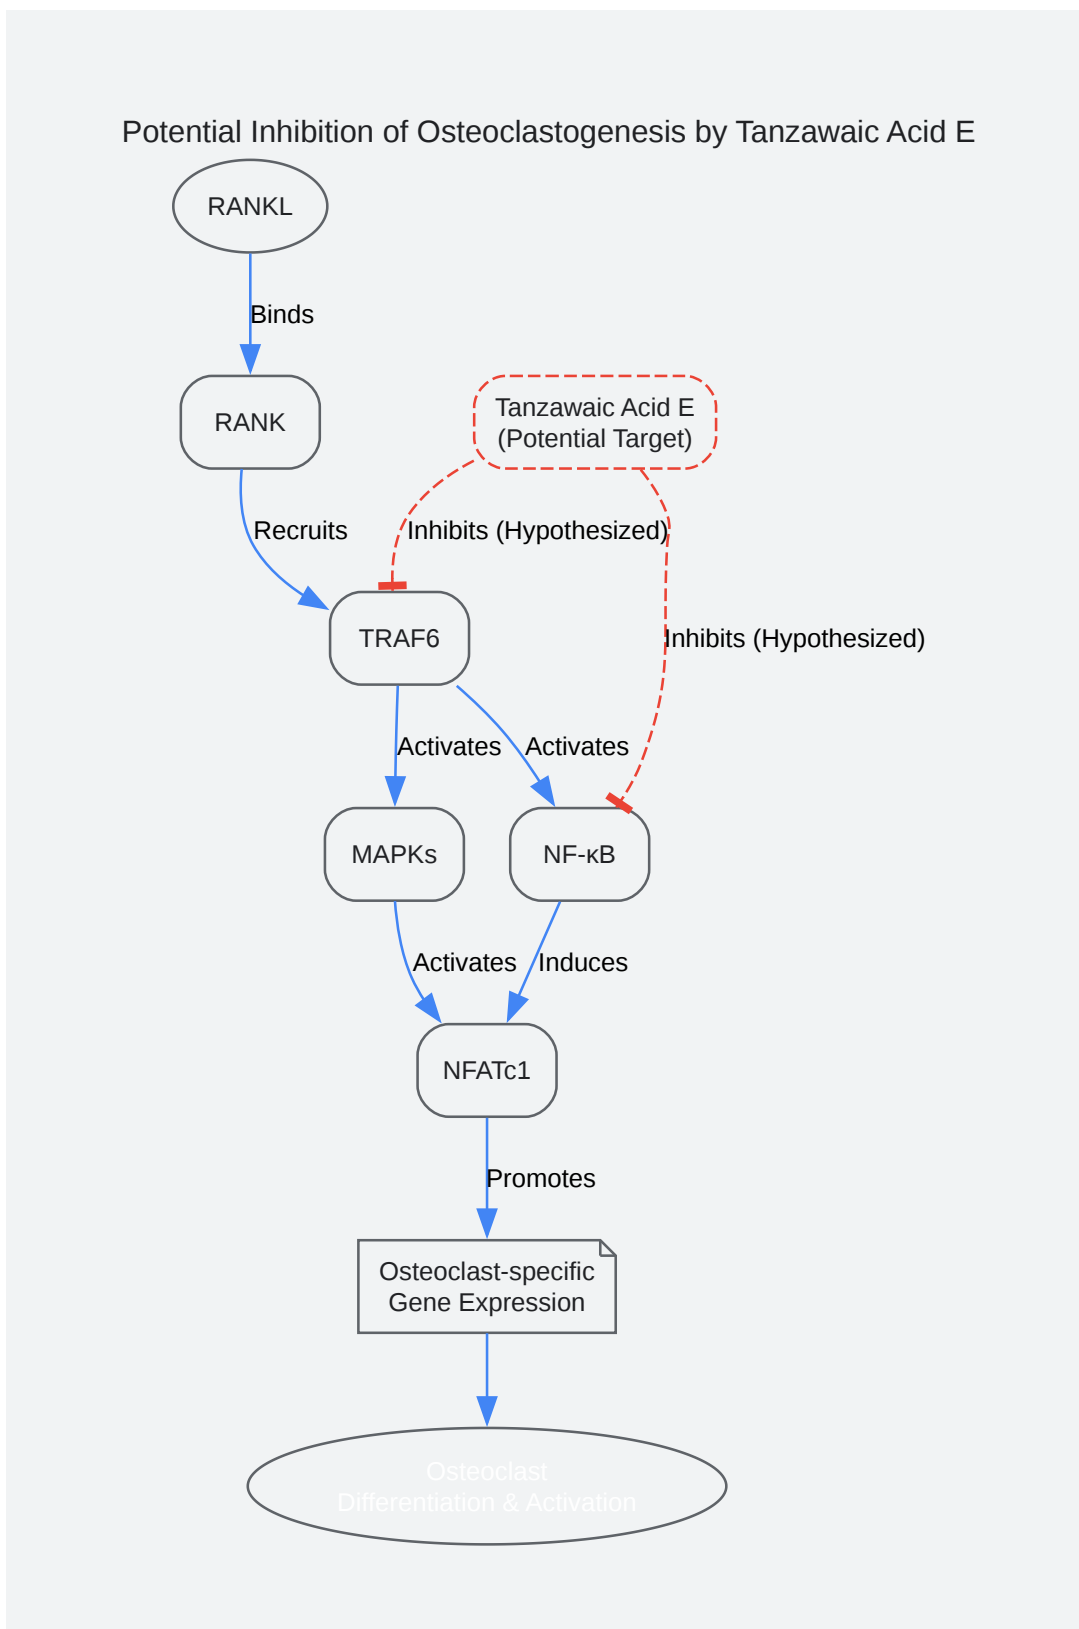 Potential Inhibition of Osteoclastogenesis by Tanzawaic Acid E
RANKL
Binds
RANK
Tanzawaic Acid E
(Potential Target)
Recruits
Inhibits (Hypothesized)
TRAF6
Inhibits (Hypothesized)
Activates
Activates
MAPKs
NF-κB
Activates
Induces
NFATc1
Promotes
Osteoclast-specific
Gene Expression
Osteoclast
Differentiation & Activation